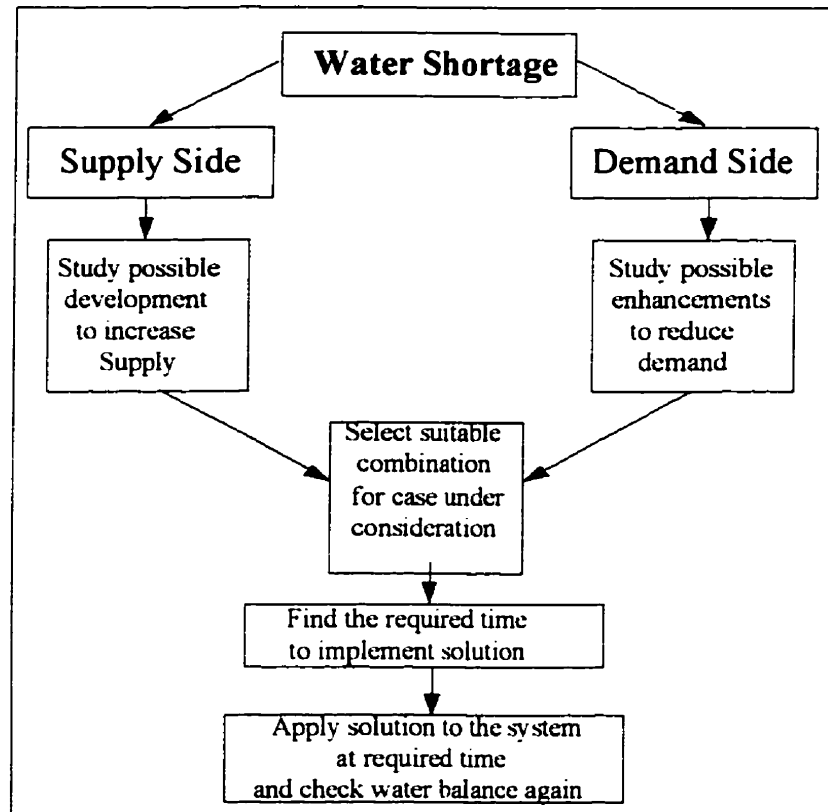 Water Shortage
Supply Side
Demand Side
Study possible
development
to increase
Supply
Study possible
enhancements
to reduce
demand
Select suitable
combination
for case under
consideration
Find the required time
to implement solution
Apply solution to the system
at required time
and check water balance again